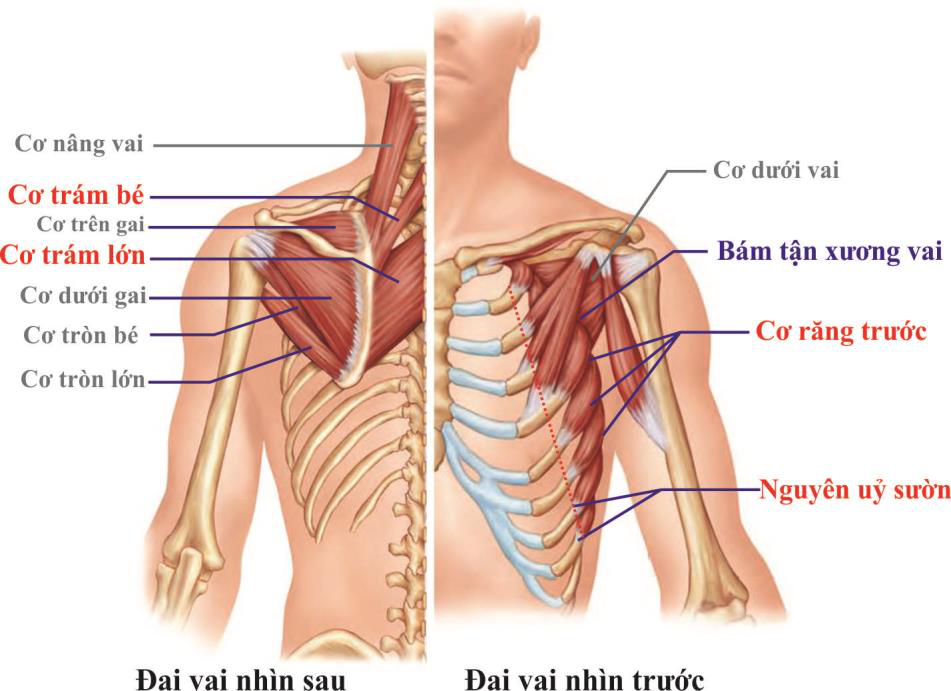 Cơ nâng vai
Cơ trám bé
Cơ trên gai
Cơ trám lớn
Cơ dưới gai
Cơ tròn bé
Cơ tròn lớn
Cơ dưới vai
Bám tận xương vai
Cơ răng trước
Nguyên uỷ sườn
Đai vai nhìn sau
Đai vai nhìn trước